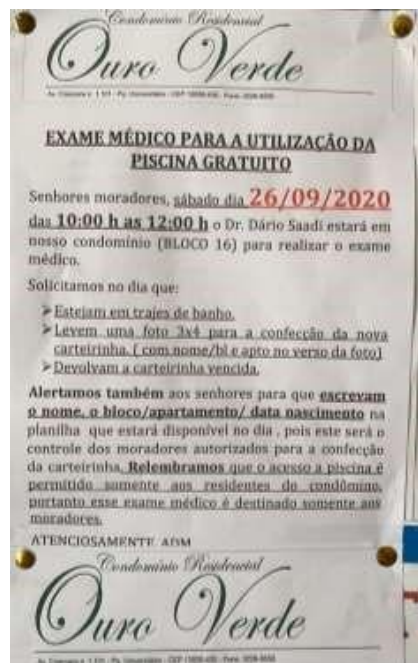 Condomínio Residencial
Ouro Verde
EXAME MÉDICO PARA A UTILIZAÇÃO DA
PISCINA GRATUITO
Senhores moradores, sábado dia 26/09/2020
das 10:00 h as 12:00 h o Dr. Dário Saadi estará em
nosso condomínio (BLOCO 16) para realizar o exame
médico.
Solicitamos no dia que:
➤Estejam em trajes de banho.
➤Levem uma foto 3x4 para a confecção da nova
carteirinha. ( com nome/bl e apto no verso da foto)
➤Devolvam a carteirinha vencida.
Alertamos também aos senhores para que escrevam
o nome, o bloco/apartamento/ data nascimento na
planilha que estará disponível no dia , pois este será o
controle dos moradores autorizados para a confecção
da carteirinha. Relembramos que o acesso a piscina é
permitido somente aos residentes do condômino,
portanto esse exame médico é destinado somente aos
moradores.
ATENCIOSAMENTE ADM
Condomínio Residencial
Ouro Verde